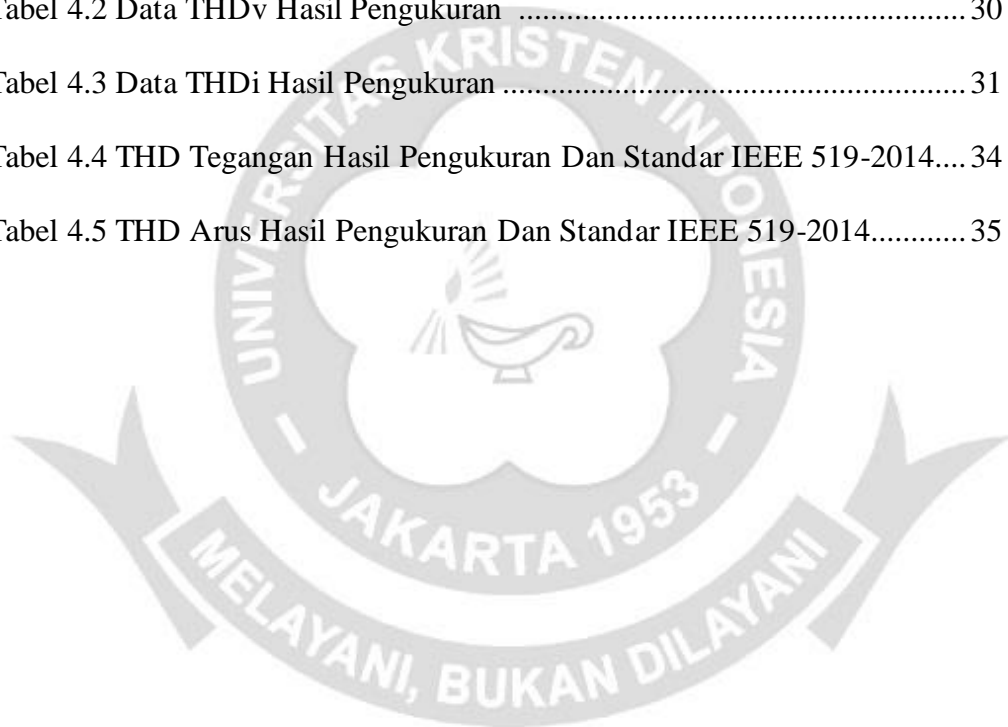 Tabel 4.2 Data THDv Hasil Pengukuran ................................................... 30
Tabel 4.3 Data THDi Hasil Pengukuran ..................................................... 31
Tabel 4.4 THD Tegangan Hasil Pengukuran Dan Standar IEEE 519-2014.... 34
Tabel 4.5 THD Arus Hasil Pengukuran Dan Standar IEEE 519-2014............ 35
UNIVERSITAS KRISTEN INDONESIA
- JAKARTA 1953 -
MELAYANI, BUKAN DILAYANI